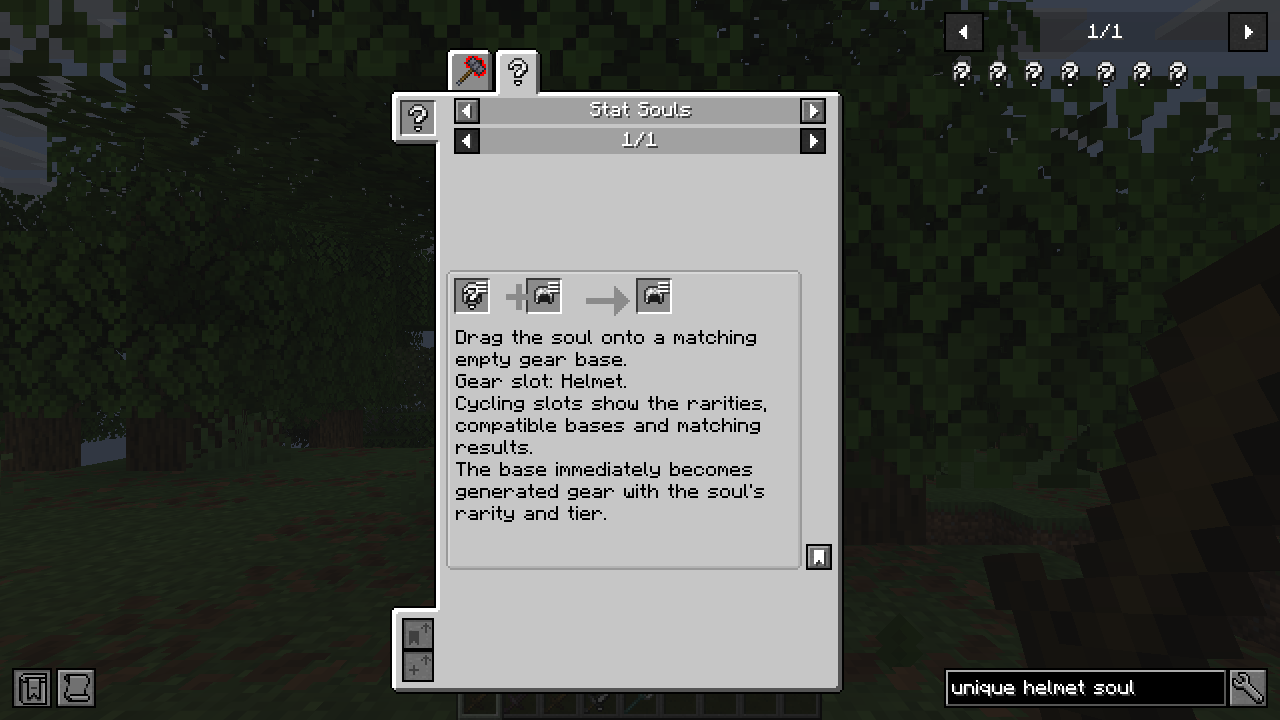 1/1
Stat Souls
1/1
Drag the soul onto a matching
empty gear base.
Gear slot: Helmet.
Cycling slots show the rarities,
compatible bases and matching
results.
The base immediately becomes
generated gear with the soul's
rarity and tier.
unique helmet soul